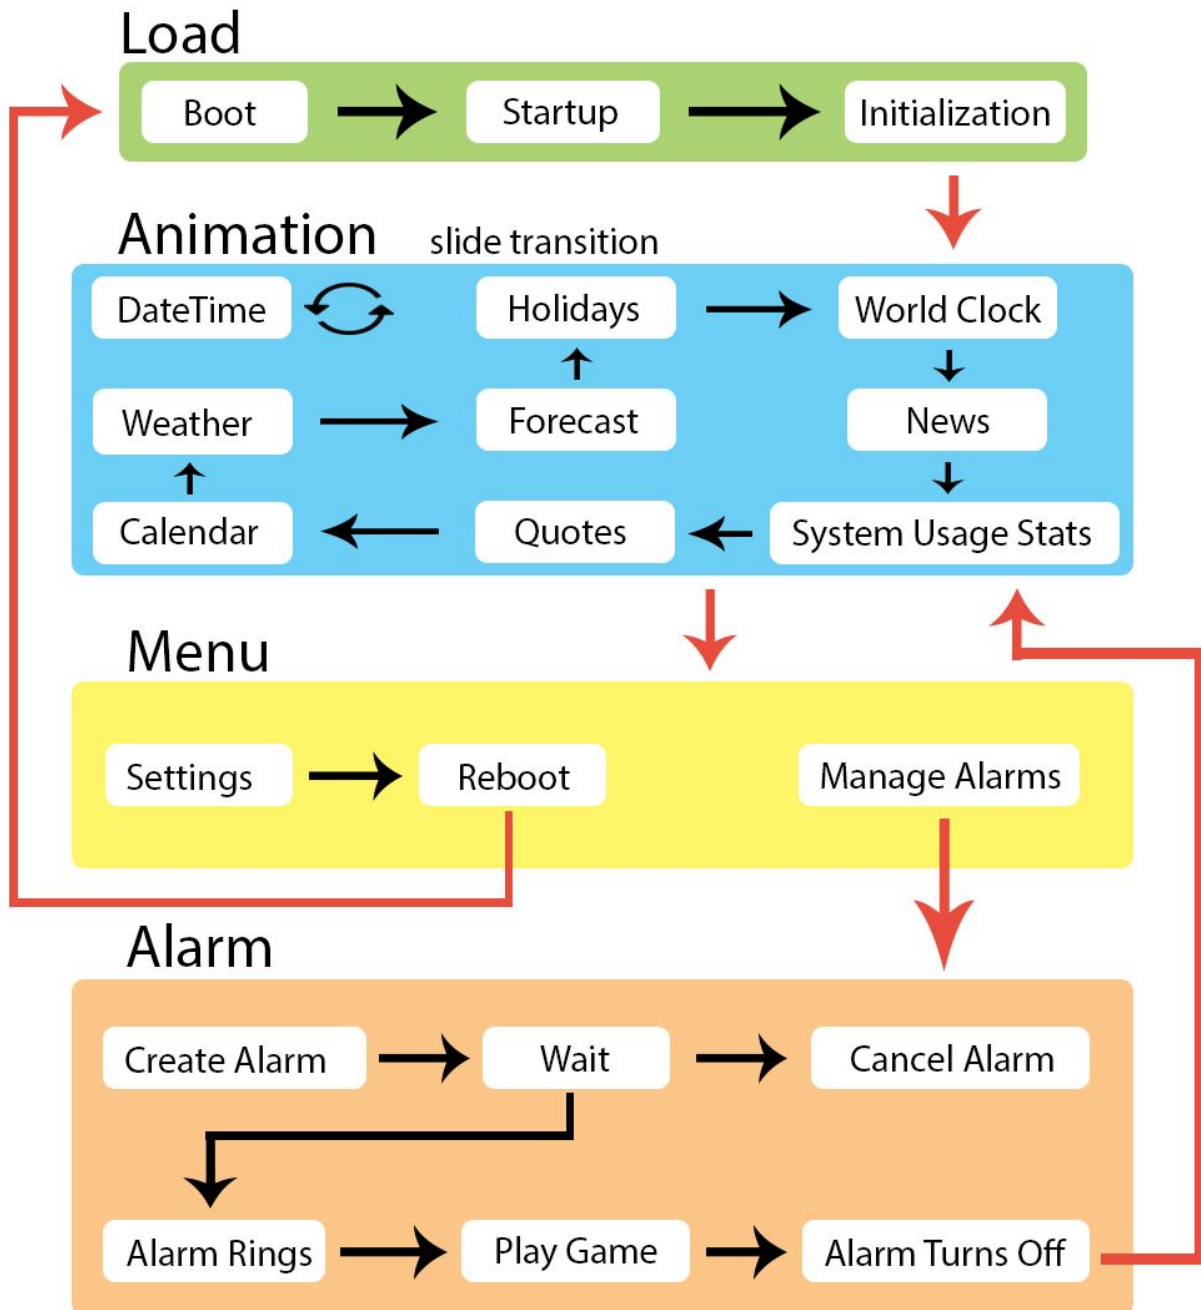 Load
Boot
Startup
Initialization
Animation
slide transition
DateTime
Holidays
World Clock
Weather
Forecast
News
Calendar
Quotes
System Usage Stats
Menu
Settings
Reboot
Manage Alarms
Alarm
Create Alarm
Wait
Cancel Alarm
Alarm Rings
Play Game
Alarm Turns Off